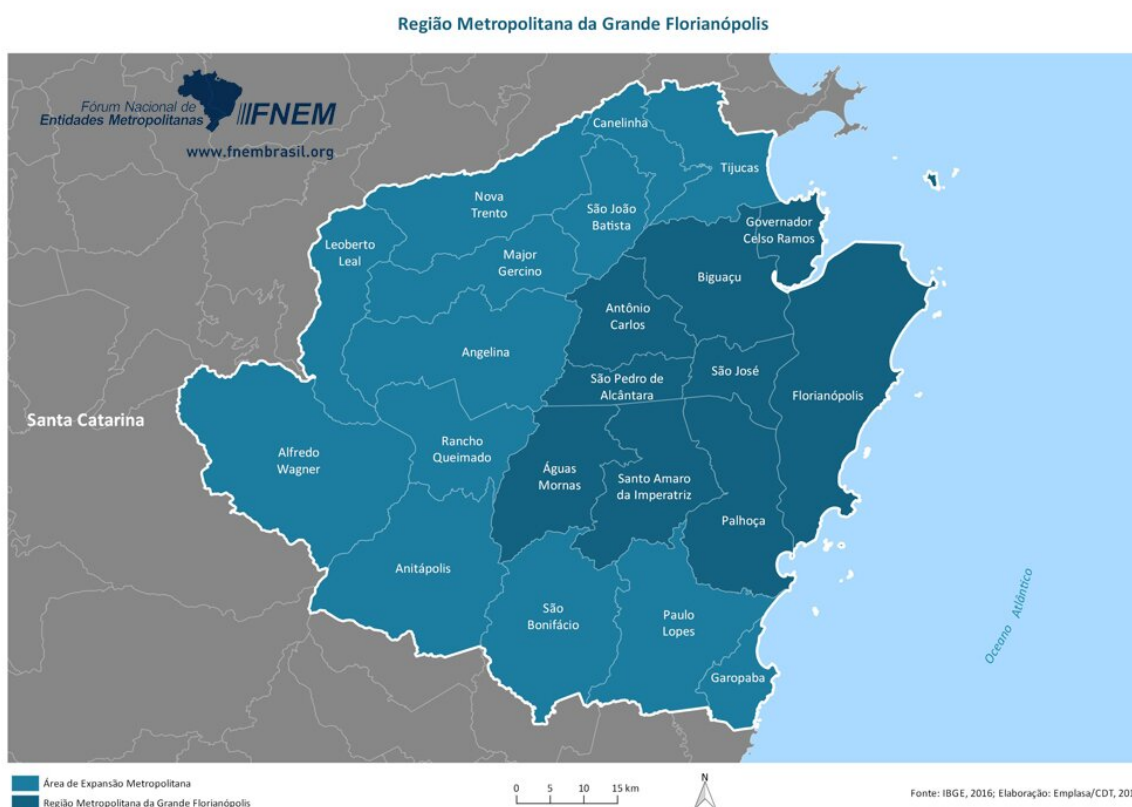 Região Metropolitana da Grande Florianópolis
Fórum Nacional de
Entidades Metropolitanas
FNEM
www.fnembrasil.org
Canelinha
Tijucas
Nova
Trento
São João
Batista
Governador
Celso Ramos
Leoberto
Leal
Major
Gercino
Biguaçu
Antônio
Carlos
Angelina
São Pedro de
Alcântara
São José
Florianópolis
Santa Catarina
Rancho
Queimado
Alfredo
Wagner
Águas
Mornas
Santo Amaro
da Imperatriz
Palhoça
Anitápolis
São
Bonifácio
Paulo
Lopes
Garopaba
Oceano Atlântico
Área de Expansão Metropolitana
Região Metropolitana da Grande Florianópolis
0 5 10 15 km
N
Fonte: IBGE, 2016; Elaboração: Emplasa/CDT, 201